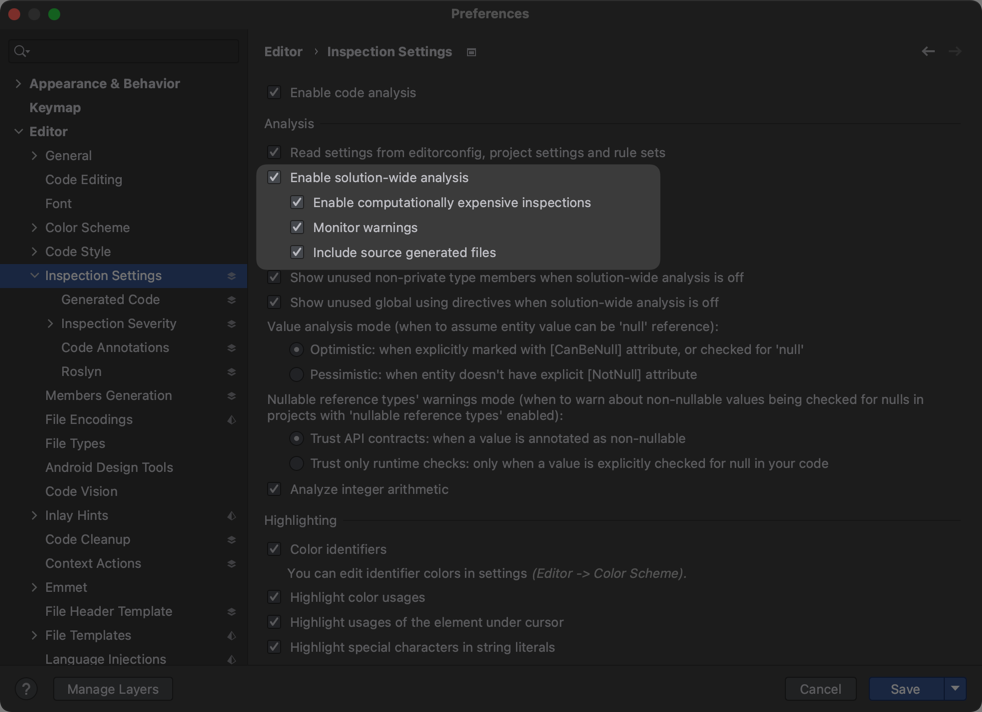 Preferences
Appearance & Behavior
Keymap
Editor
General
Code Editing
Font
Color Scheme
Code Style
Inspection Settings
Generated Code
Inspection Severity
Code Annotations
Roslyn
Members Generation
File Encodings
File Types
Android Design Tools
Code Vision
Inlay Hints
Code Cleanup
Context Actions
Emmet
File Header Template
File Templates
Language Injections
Editor › Inspection Settings
Enable code analysis
Analysis
Read settings from editorconfig, project settings and rule sets
Enable solution-wide analysis
Enable computationally expensive inspections
Monitor warnings
Include source generated files
Show unused non-private type members when solution-wide analysis is off
Show unused global using directives when solution-wide analysis is off
Value analysis mode (when to assume entity value can be 'null' reference):
Optimistic: when explicitly marked with [CanBeNull] attribute, or checked for 'null'
Pessimistic: when entity doesn't have explicit [NotNull] attribute
Nullable reference types' warnings mode (when to warn about non-nullable values being checked for nulls in
projects with 'nullable reference types' enabled):
Trust API contracts: when a value is annotated as non-nullable
Trust only runtime checks: only when a value is explicitly checked for null in your code
Analyze integer arithmetic
Highlighting
Color identifiers
You can edit identifier colors in settings (Editor -> Color Scheme).
Highlight color usages
Highlight usages of the element under cursor
Highlight special characters in string literals
? Manage Layers Cancel Save